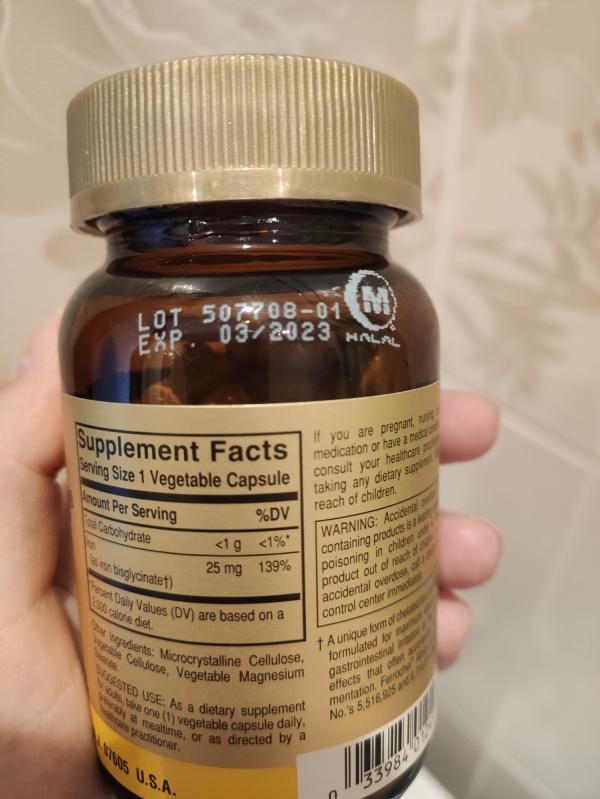 LOT 507708-01
EXP. 03/2023
M
HALAL
Supplement Facts
Serving Size 1 Vegetable Capsule
Amount Per Serving
%DV
Total Carbohydrate
<1 g <1%*
Iron
(as iron bisglycinate†)
25 mg 139%
*Percent Daily Values (DV) are based on a
2,000 calorie diet.
Other Ingredients: Microcrystalline Cellulose,
Vegetable Cellulose, Vegetable Magnesium
Stearate.
SUGGESTED USE: As a dietary supplement
for adults, take one (1) vegetable capsule daily,
preferably at mealtime, or as directed by a
healthcare practitioner.
07605 U.S.A.
If you are pregnant, nursing,
medication or have a medical
consult your healthcare
taking any dietary supplement.
reach of children.
WARNING: Accidental
containing products is a leading
poisoning in children under
product out of reach of
accidental overdose, call a
control center immediately.
† A unique form of chelated
formulated for maximum
gastrointestinal
effects that often
mentation.
No.'s 5,516,925 and
0 33984